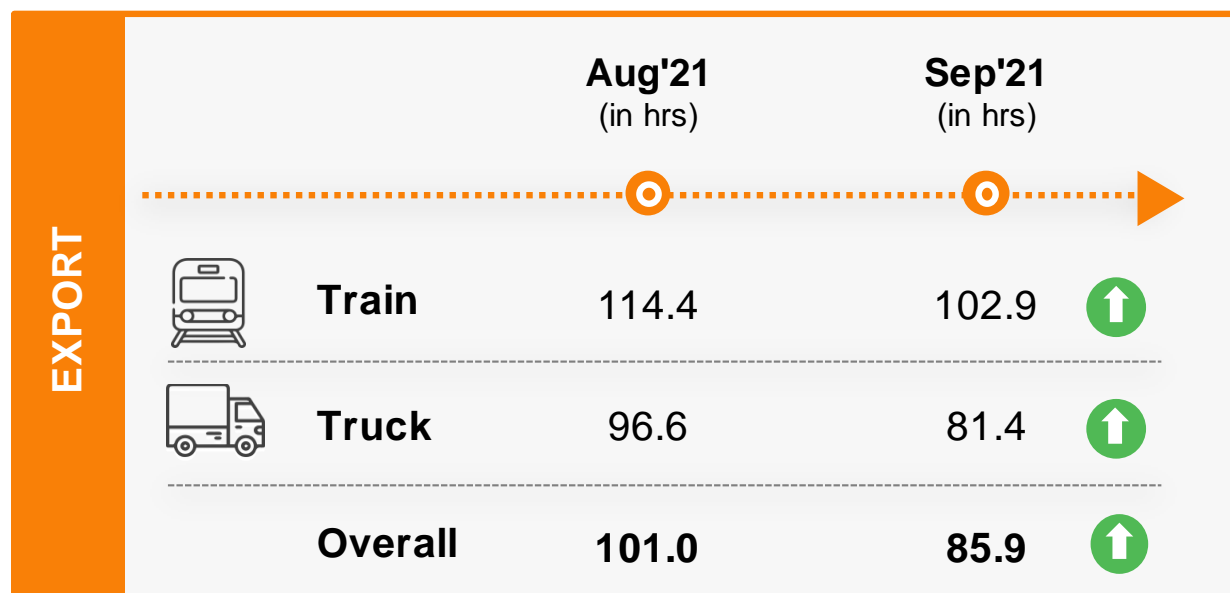 EXPORT
Aug'21 Sep'21
(in hrs) (in hrs)
Train 114.4 102.9
Truck 96.6 81.4
Overall 101.0 85.9